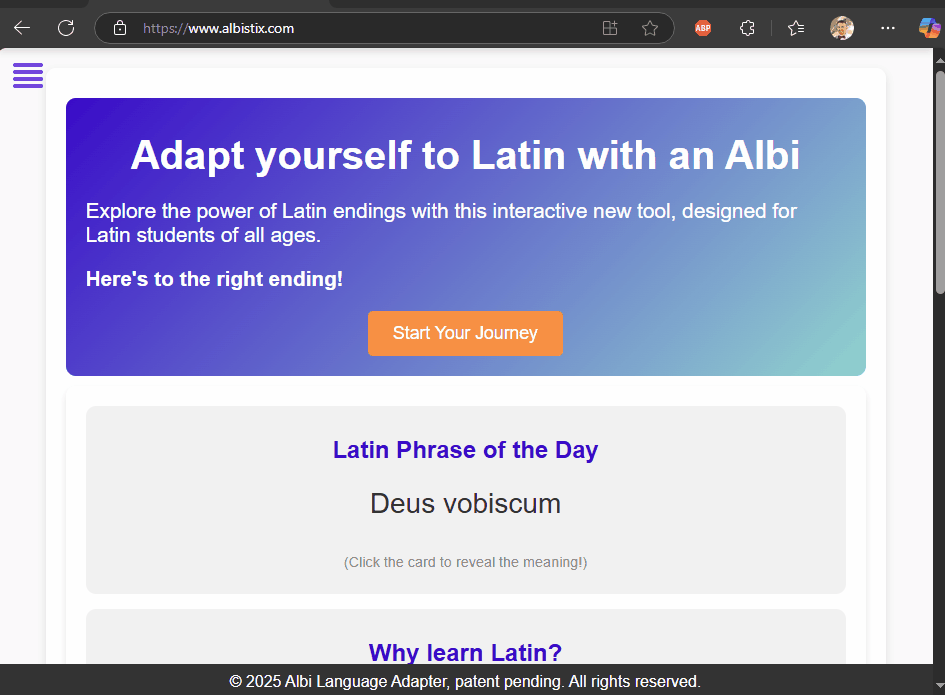 https://www.albistix.com
ABP
Adapt yourself to Latin with an Albi
Explore the power of Latin endings with this interactive new tool, designed for
Latin students of all ages.
Here's to the right ending!
Start Your Journey
Latin Phrase of the Day
Deus vobiscum
(Click the card to reveal the meaning!)
Why learn Latin?
© 2025 Albi Language Adapter, patent pending. All rights reserved.